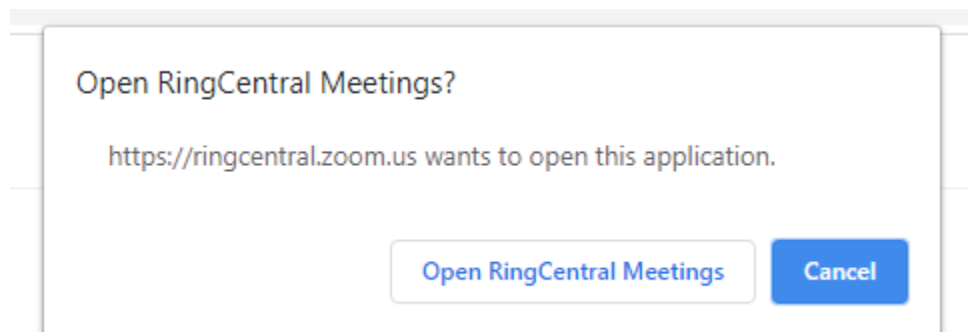 Open RingCentral Meetings?
https://ringcentral.zoom.us wants to open this application.
Open RingCentral Meetings Cancel